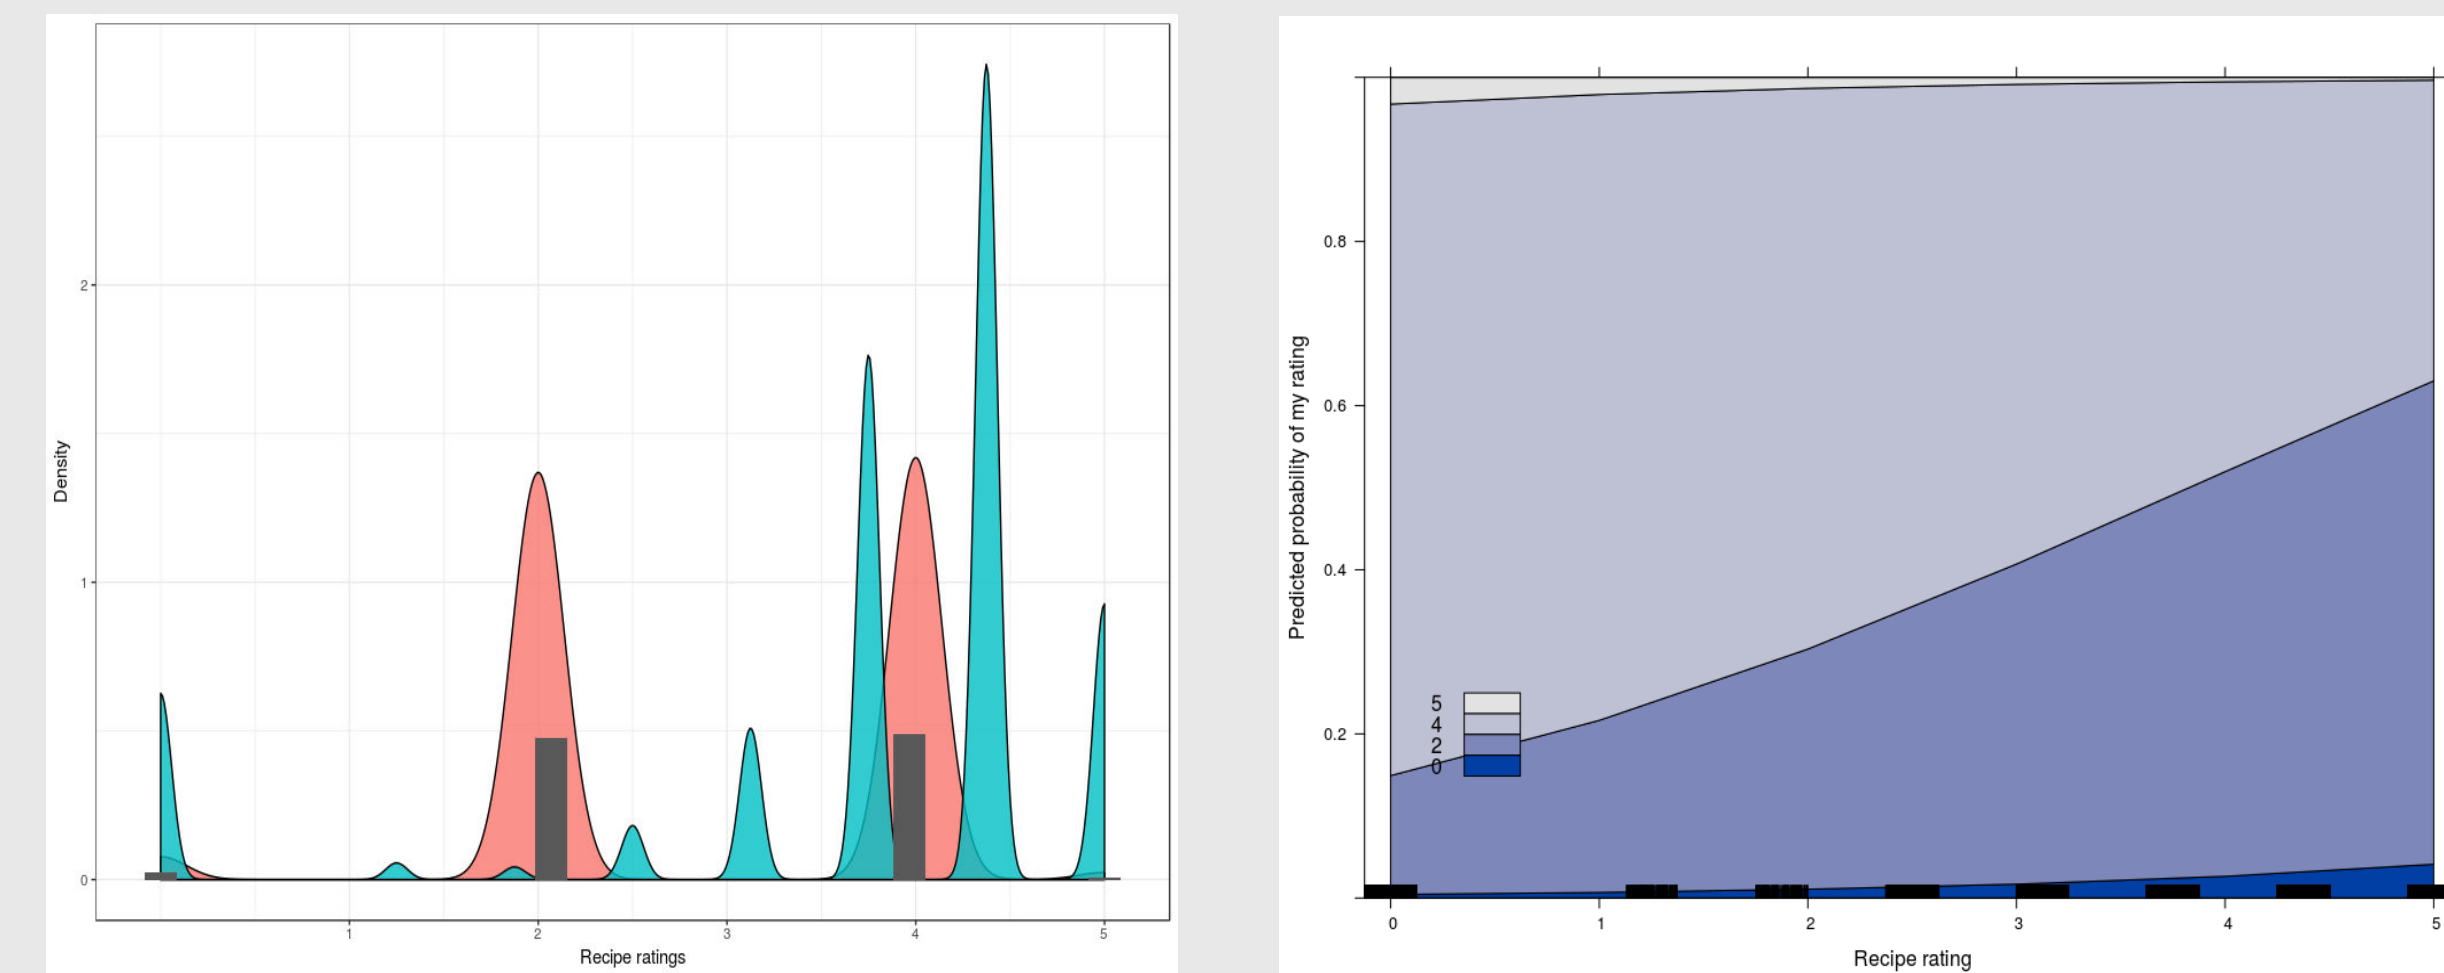 Density
2
1
0
1 2 3 4 5
Recipe ratings
Predicted probability of my rating
0.8
0.6
0.4
0.2
5
4
2
0
0 1 2 3 4 5
Recipe rating